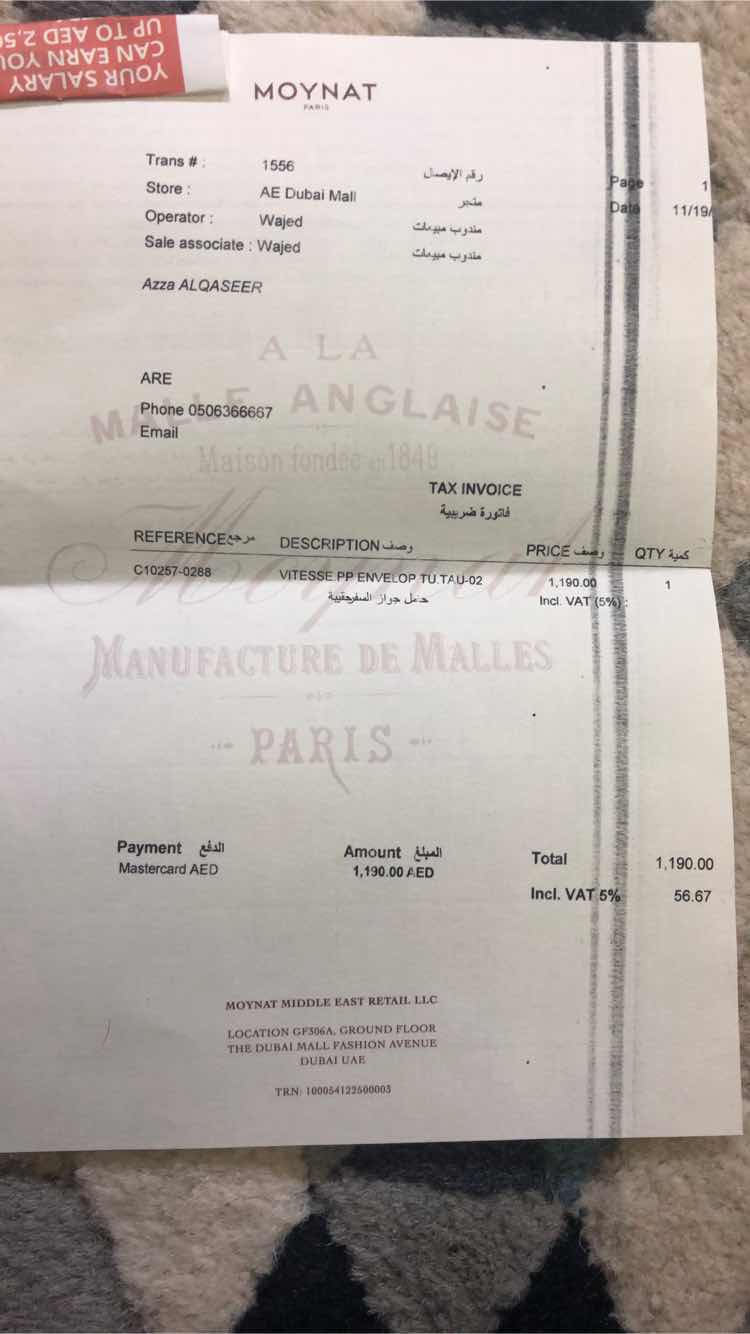 YOUR SALARY
CAN EARN YOU
UP TO AED
MOYNAT
PARIS
Trans # : 1556 رقم الإيصال
Page 1
Store : AE Dubai Mall متجر
Date 11/19/
Operator : Wajed مندوب مبيعات
Sale associate : Wajed مندوب مبيعات
Azza ALQASEER
A LA
ARE
MALLE ANGLAISE
Phone 0506366667
Email
Maison fondée en 1849
TAX INVOICE
فاتورة ضريبية
REFERENCE مرجع DESCRIPTION وصف PRICE وصف QTY كمية
C10257-0288 VITESSE PP ENVELOP TU.TAU-02 1,190.00 1
حامل جواز Incl. VAT (5%) :
Moynat
MANUFACTURE DE MALLES
PARIS
Payment الدفع Amount المبلغ Total 1,190.00
Mastercard AED 1,190.00 AED
Incl. VAT 5% 56.67
MOYNAT MIDDLE EAST RETAIL LLC
LOCATION GF306A, GROUND FLOOR
THE DUBAI MALL FASHION AVENUE
DUBAI UAE
TRN: 100054122500003